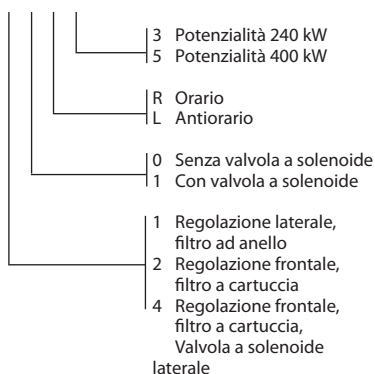 3 Potenzialità 240 kW
5 Potenzialità 400 kW
R Orario
L Antiorario
0 Senza valvola a solenoide
1 Con valvola a solenoide
1 Regolazione laterale,
filtro ad anello
2 Regolazione frontale,
filtro a cartuccia
4 Regolazione frontale,
filtro a cartuccia,
Valvola a solenoide
laterale